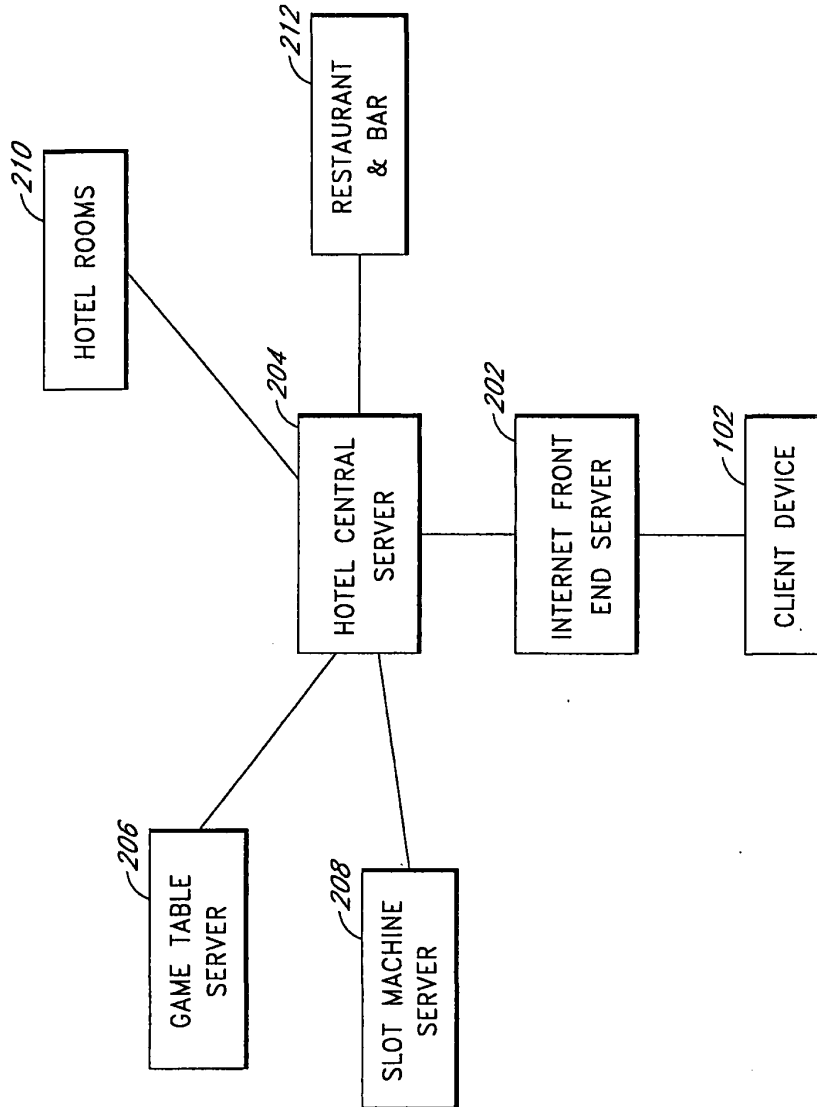 210
HOTEL ROOMS
212
RESTAURANT
& BAR
204
HOTEL CENTRAL
SERVER
202
INTERNET FRONT
END SERVER
102
CLIENT DEVICE
206
GAME TABLE
SERVER
208
SLOT MACHINE
SERVER